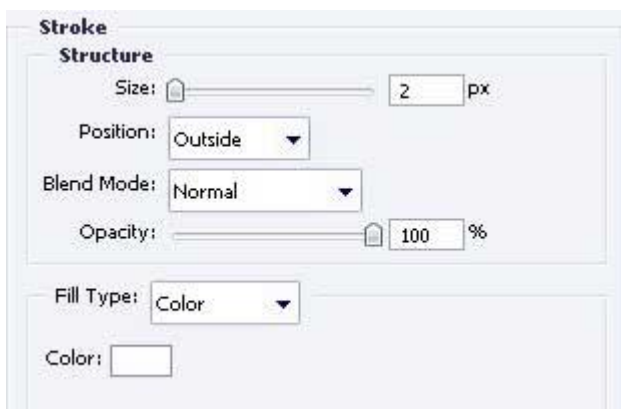 Stroke
Structure
Size: 2 px
Position: Outside
Blend Mode: Normal
Opacity: 100 %
Fill Type: Color
Color: